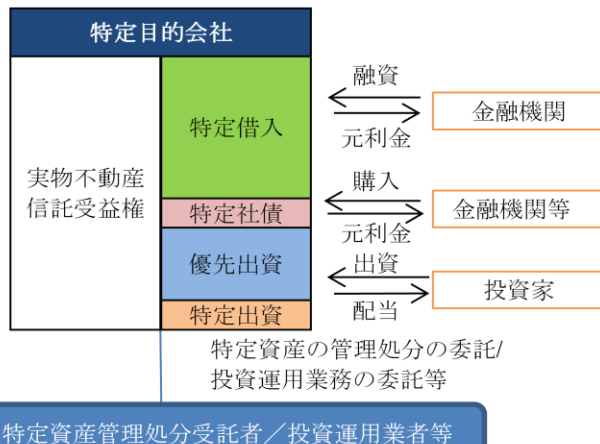 特定目的会社
実物不動産
信託受益権
特定借入
特定社債
優先出資
特定出資
融資
元利金
金融機関
購入
元利金
金融機関等
出資
配当
投資家
特定資産の管理処分の委託/
投資運用業務の委託等
特定資産管理処分受託者／投資運用業者等